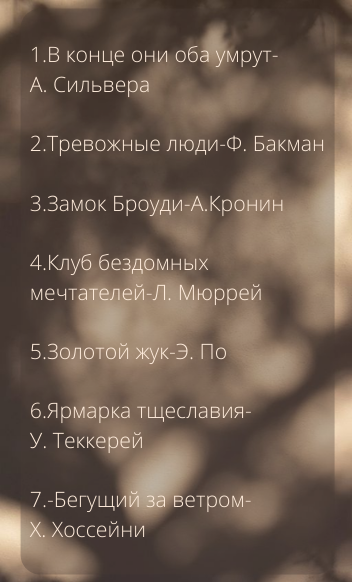 1.В конце они оба умрут-
А. Сильвера
2.Тревожные люди-Ф. Бакман
3.Замок Броуди-А.Кронин
4.Клуб бездомных
мечтателей-Л. Мюррей
5.Золотой жук-Э. По
6.Ярмарка тщеславия-
У. Теккерей
7.-Бегущий за ветром-
Х. Хоссейни